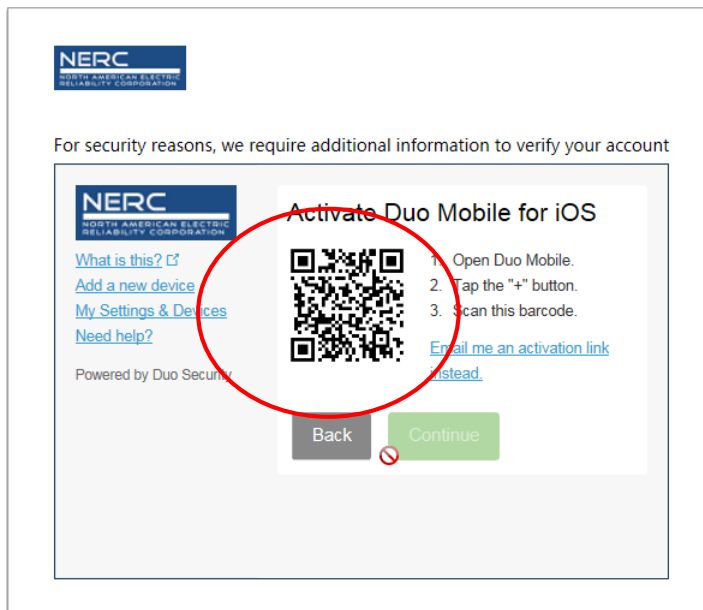 NERC
NORTH AMERICAN ELECTRIC
RELIABILITY CORPORATION
For security reasons, we require additional information to verify your account
NERC
NORTH AMERICAN ELECTRIC
RELIABILITY CORPORATION
What is this?
Add a new device
My Settings & Devices
Need help?
Powered by Duo Security
Activate Duo Mobile for iOS
1. Open Duo Mobile.
2. Tap the "+" button.
3. Scan this barcode.
Email me an activation link
instead.
Back
Continue